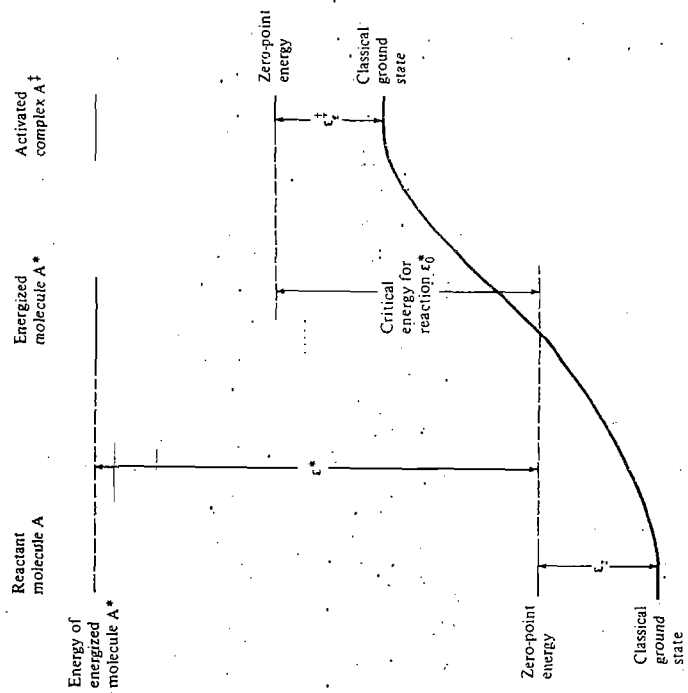 Reactant
molecule A
Energized
molecule A*
Activated
complex A‡
Energy of
energized
molecule A*
Zero-point
energy
Classical
ground
state
ε*
Critical
energy for
reaction ε₀*
Zero-point
energy
Classical
ground
state